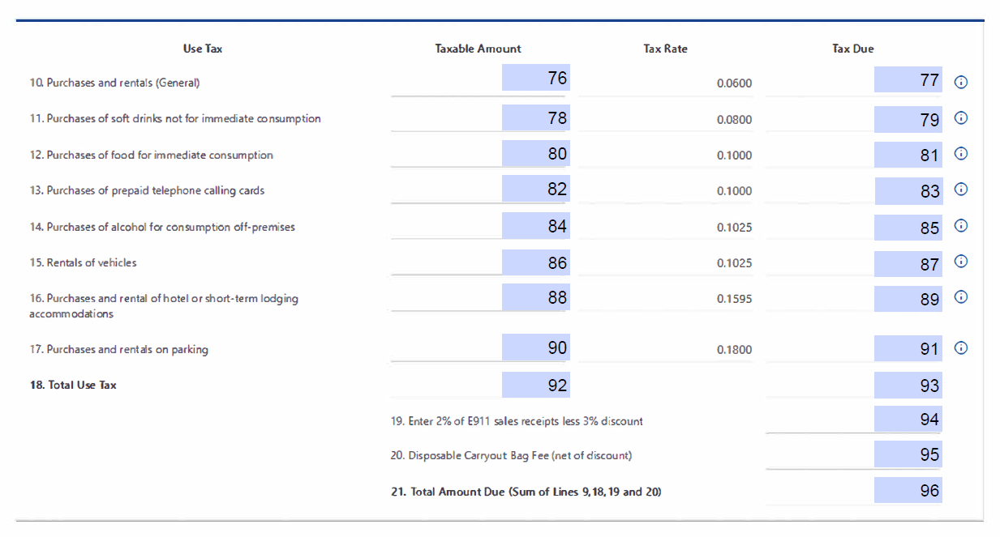 Use Tax Taxable Amount Tax Rate Tax Due
10. Purchases and rentals (General) 76 0.0600 77
11. Purchases of soft drinks not for immediate consumption 78 0.0800 79
12. Purchases of food for immediate consumption 80 0.1000 81
13. Purchases of prepaid telephone calling cards 82 0.1000 83
14. Purchases of alcohol for consumption off-premises 84 0.1025 85
15. Rentals of vehicles 86 0.1025 87
16. Purchases and rental of hotel or short-term lodging 88 0.1595 89
accommodations
17. Purchases and rentals on parking 90 0.1800 91
18. Total Use Tax 92 93
19. Enter 2% of E911 sales receipts less 3% discount 94
20. Disposable Carryout Bag Fee (net of discount) 95
21. Total Amount Due (Sum of Lines 9,18,19 and 20) 96